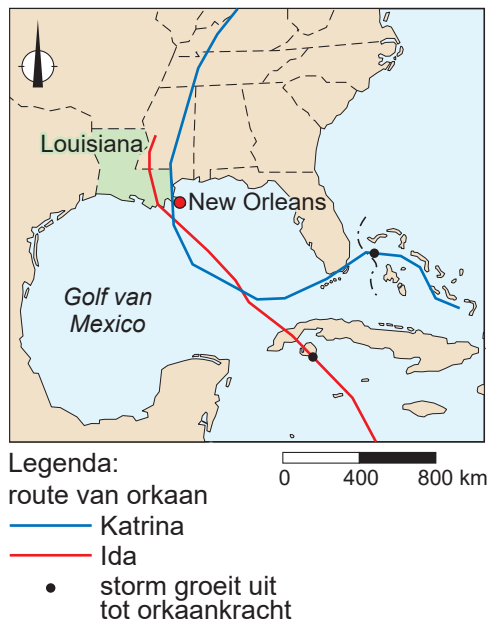 Louisiana
New Orleans
Golf van
Mexico
Legenda:
route van orkaan
0 400 800 km
Katrina
Ida
storm groeit uit
tot orkaankracht